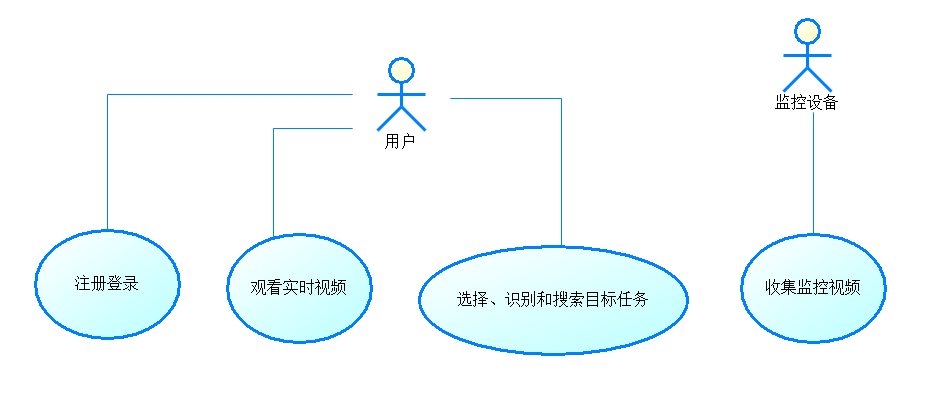 监控设备
用户
注册登录
观看实时视频
选择、识别和搜索目标任务
收集监控视频